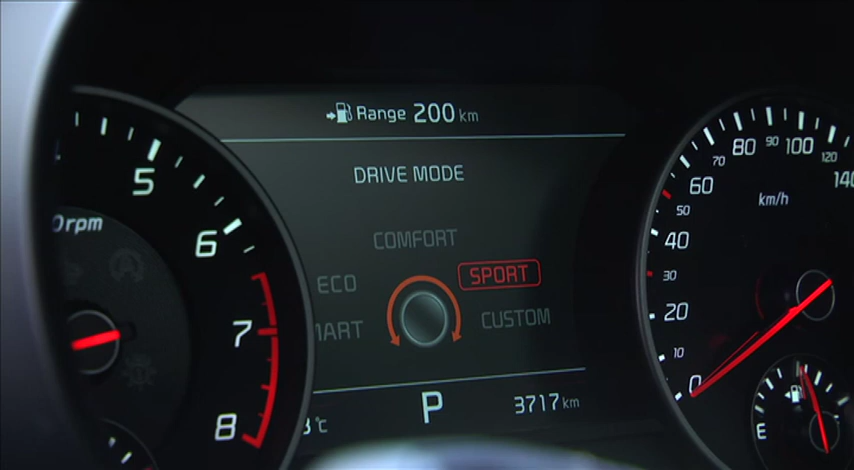 Range 200 km
DRIVE MODE
COMFORT
ECO
SPORT
CUSTOM
P
3717 km
℃
5
6
7
8
rpm
0
10
20
30
40
50
60
70
80
90
100
120
140
km/h
E